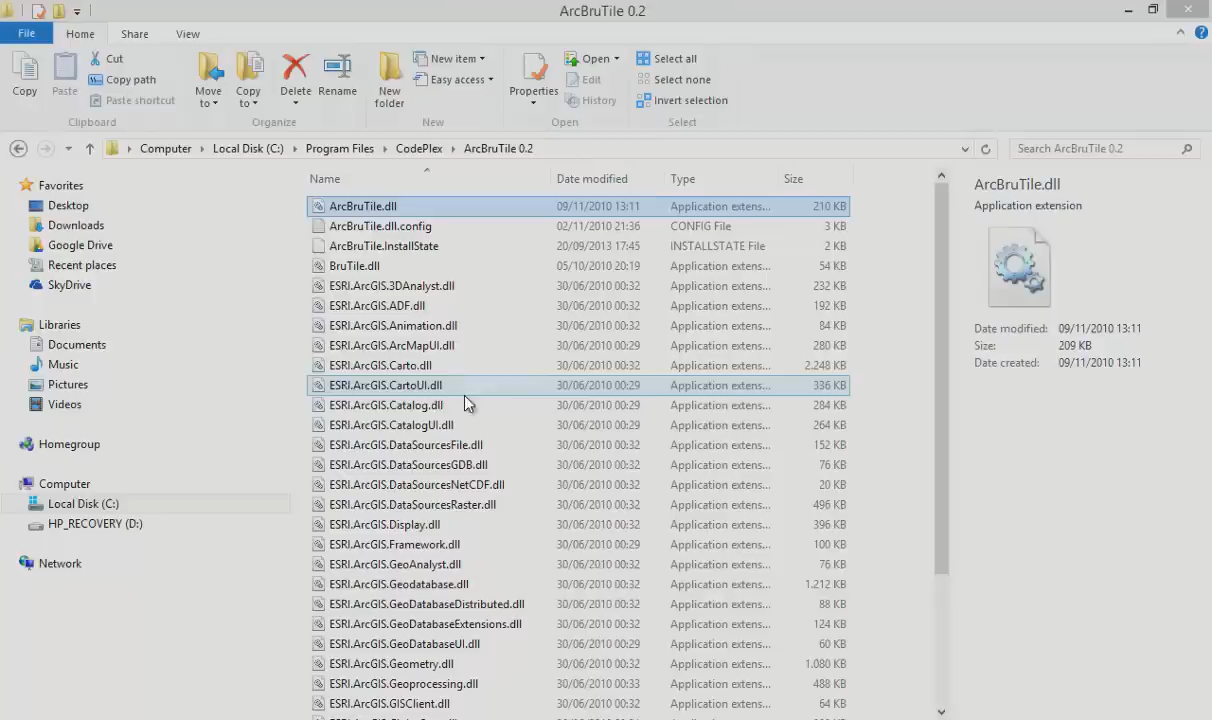 ArcBruTile 0.2
File Home Share View
Copy
Paste
Cut
Copy path
Paste shortcut
Clipboard
Move to
Copy to
Delete
Rename
Organize
New folder
New item
Easy access
New
Properties
Open
Edit
History
Open
Select all
Select none
Invert selection
Select
Computer Local Disk (C:) Program Files CodePlex ArcBruTile 0.2
Search ArcBruTile 0.2
Favorites
Desktop
Downloads
Google Drive
Recent places
SkyDrive
Libraries
Documents
Music
Pictures
Videos
Homegroup
Computer
Local Disk (C:)
HP_RECOVERY (D:)
Network
Name Date modified Type Size
ArcBruTile.dll 09/11/2010 13:11 Application extens... 210 KB
ArcBruTile.dll.config 02/11/2010 21:36 CONFIG File 3 KB
ArcBruTile.InstallState 20/09/2013 17:45 INSTALLSTATE File 2 KB
BruTile.dll 05/10/2010 20:19 Application extens... 54 KB
ESRI.ArcGIS.3DAnalyst.dll 30/06/2010 00:32 Application extens... 232 KB
ESRI.ArcGIS.ADF.dll 30/06/2010 00:32 Application extens... 192 KB
ESRI.ArcGIS.Animation.dll 30/06/2010 00:32 Application extens... 84 KB
ESRI.ArcGIS.ArcMapUI.dll 30/06/2010 00:32 Application extens... 280 KB
ESRI.ArcGIS.Carto.dll 30/06/2010 00:32 Application extens... 2.248 KB
ESRI.ArcGIS.CartoUI.dll 30/06/2010 00:29 Application extens... 336 KB
ESRI.ArcGIS.Catalog.dll 30/06/2010 00:29 Application extens... 284 KB
ESRI.ArcGIS.CatalogUI.dll 30/06/2010 00:29 Application extens... 264 KB
ESRI.ArcGIS.DataSourcesFile.dll 30/06/2010 00:32 Application extens... 152 KB
ESRI.ArcGIS.DataSourcesGDB.dll 30/06/2010 00:32 Application extens... 76 KB
ESRI.ArcGIS.DataSourcesNetCDF.dll 30/06/2010 00:32 Application extens... 20 KB
ESRI.ArcGIS.DataSourcesRaster.dll 30/06/2010 00:32 Application extens... 496 KB
ESRI.ArcGIS.Display.dll 30/06/2010 00:32 Application extens... 396 KB
ESRI.ArcGIS.Framework.dll 30/06/2010 00:29 Application extens... 100 KB
ESRI.ArcGIS.GeoAnalyst.dll 30/06/2010 00:32 Application extens... 76 KB
ESRI.ArcGIS.Geodatabase.dll 30/06/2010 00:32 Application extens... 1.212 KB
ESRI.ArcGIS.GeoDatabaseDistributed.dll 30/06/2010 00:32 Application extens... 88 KB
ESRI.ArcGIS.GeoDatabaseExtensions.dll 30/06/2010 00:32 Application extens... 124 KB
ESRI.ArcGIS.GeoDatabaseUI.dll 30/06/2010 00:29 Application extens... 60 KB
ESRI.ArcGIS.Geometry.dll 30/06/2010 00:32 Application extens... 1.080 KB
ESRI.ArcGIS.Geoprocessing.dll 30/06/2010 00:33 Application extens... 488 KB
ESRI.ArcGIS.GISClient.dll 30/06/2010 00:32 Application extens... 64 KB
ArcBruTile.dll
Application extension
Date modified: 09/11/2010 13:11
Size: 209 KB
Date created: 09/11/2010 13:11